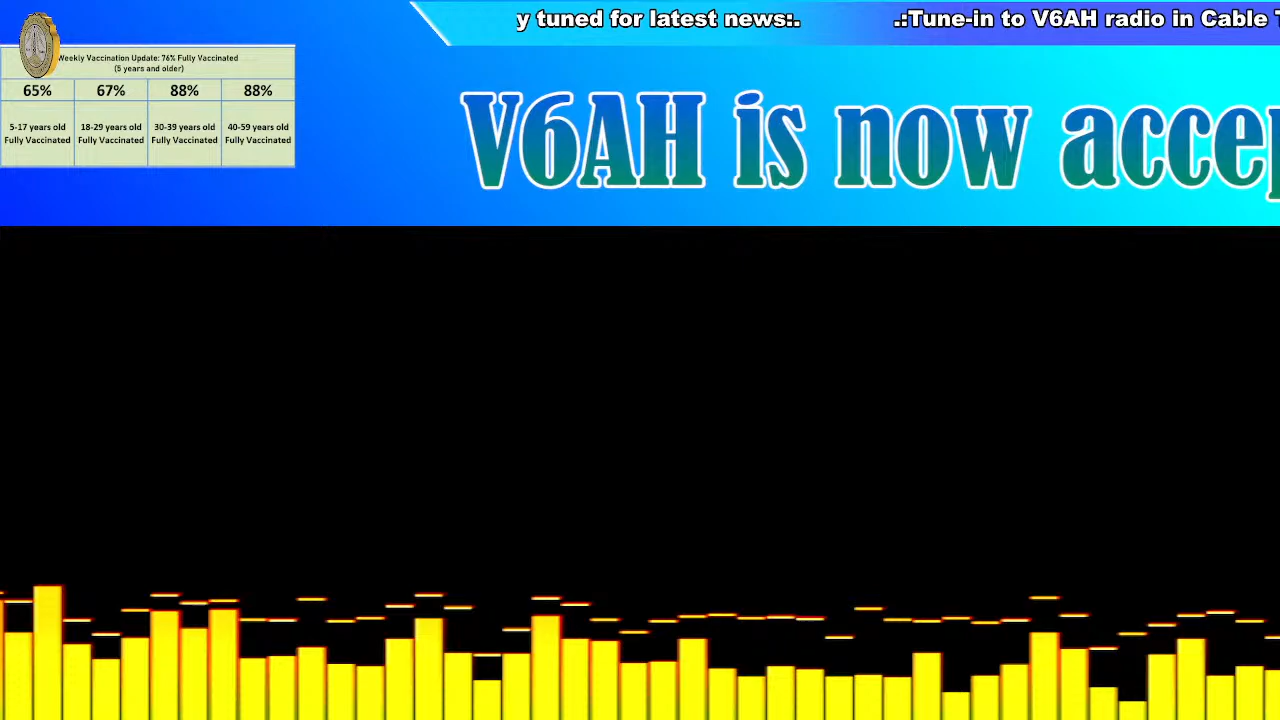 y tuned for latest news:.
.:Tune-in to V6AH radio in Cable
Weekly Vaccination Update: 76% Fully Vaccinated
(5 years and older)
65% 67% 88% 88%
5-17 years old 18-29 years old 30-39 years old 40-59 years old
Fully Vaccinated Fully Vaccinated Fully Vaccinated Fully Vaccinated
V6AH is now accep